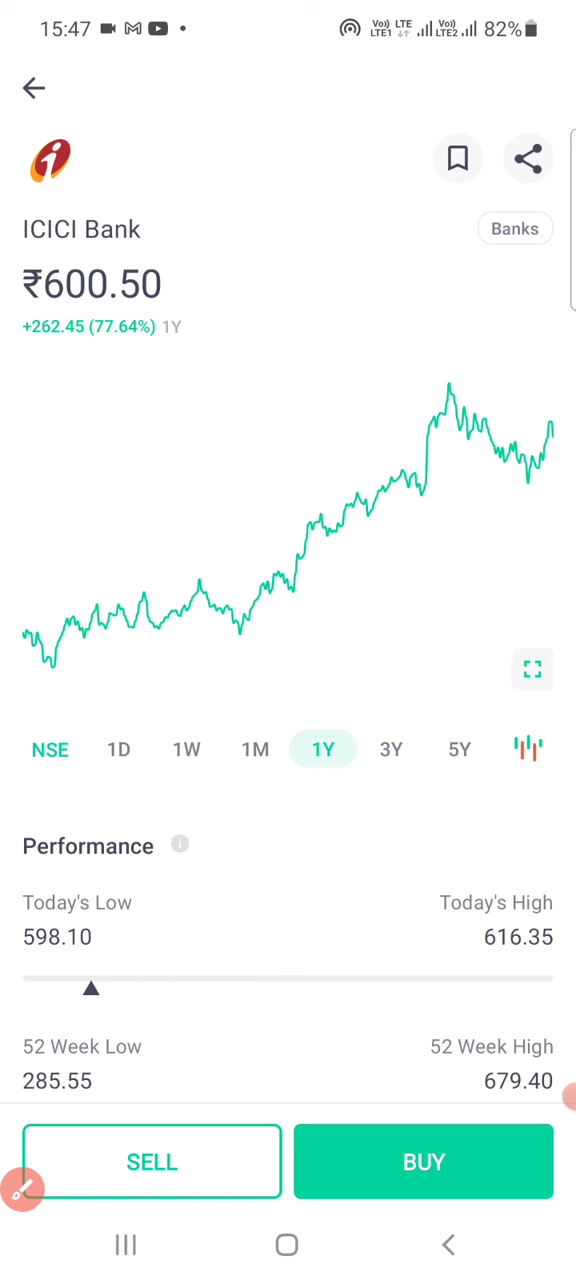 15:47 Vo) LTE LTE1 Vo) LTE2 82%
ICICI Bank Banks
₹600.50
+262.45 (77.64%) 1Y
NSE 1D 1W 1M 1Y 3Y 5Y
Performance
Today's Low Today's High
598.10 616.35
52 Week Low 52 Week High
285.55 679.40
SELL BUY